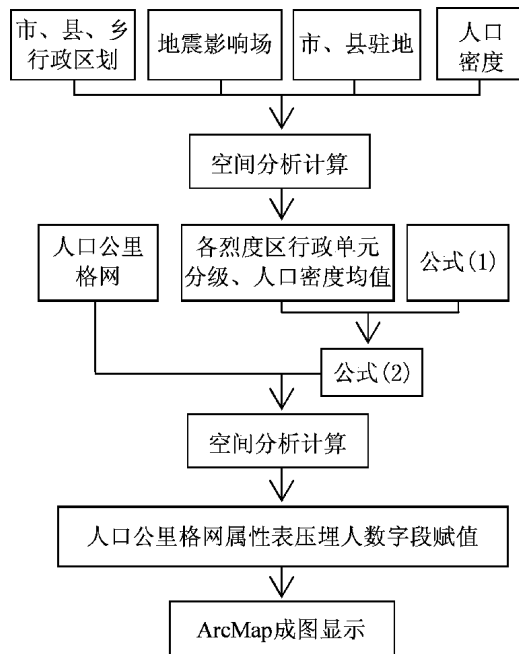 市、县、乡
行政区划
地震影响场
市、县驻地
人口
密度
空间分析计算
人口公里
格网
各烈度区行政单元
分级、人口密度均值
公式(1)
公式(2)
空间分析计算
人口公里格网属性表压埋人数字段赋值
ArcMap成图显示